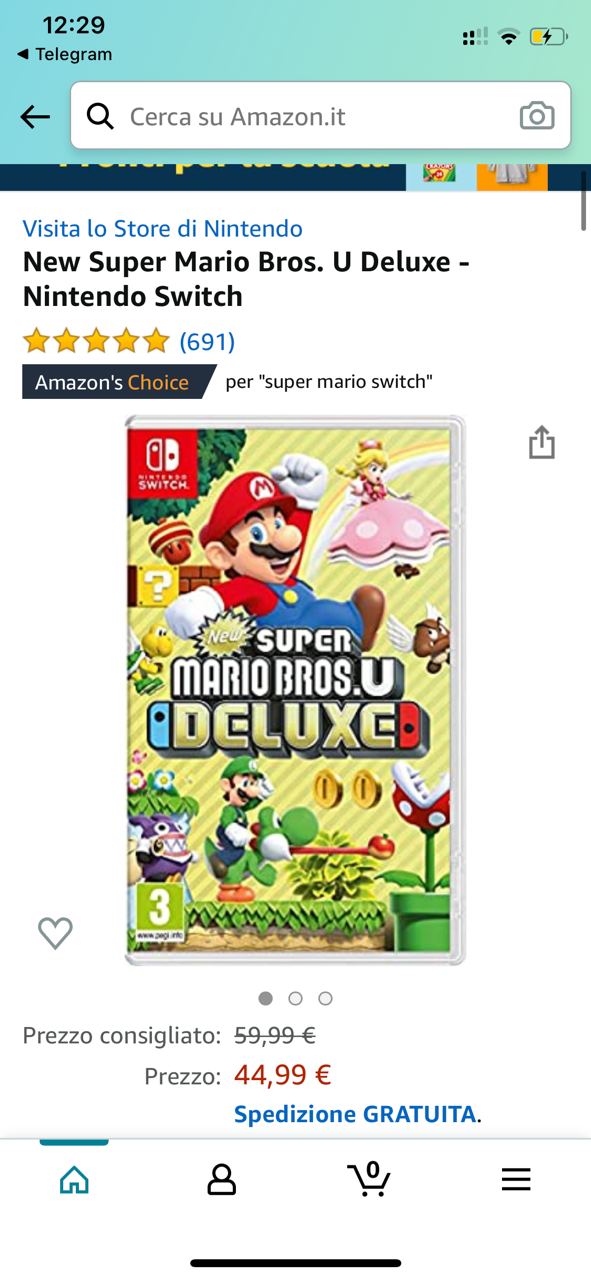 12:29
◀ Telegram
Cerca su Amazon.it
Visita lo Store di Nintendo
New Super Mario Bros. U Deluxe -
Nintendo Switch
(691)
Amazon's Choice per "super mario switch"
NINTENDO
SWITCH
M
?
New SUPER
MARIO BROS. U
DELUXE
3
www.pegi.info
Prezzo consigliato: 59,99 €
Prezzo: 44,99 €
Spedizione GRATUITA.
0